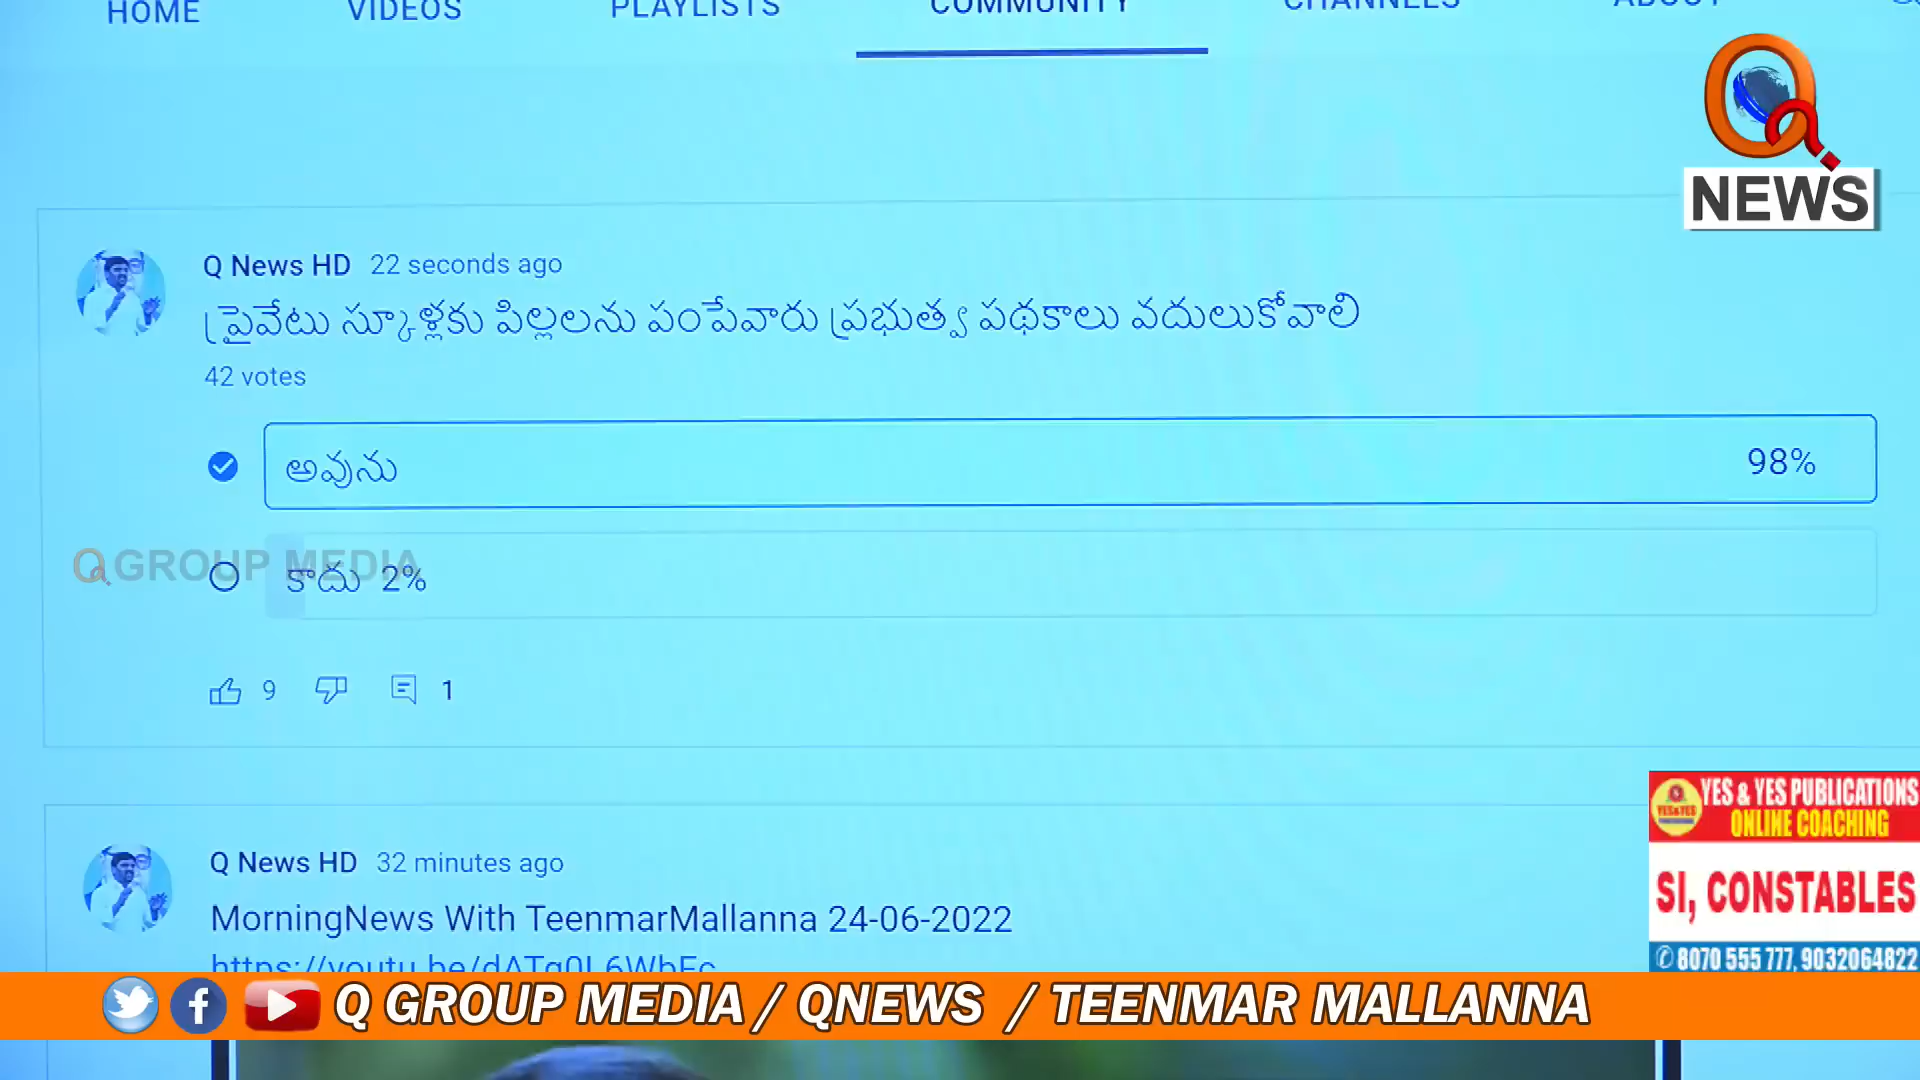 HOME VIDEOS PLAYLISTS COMMUNITY CHANNELS ABOUT
Q
NEWS
Q News HD 22 seconds ago
ప్రైవేటు స్కూళ్లకు పిల్లలను పంపేవారు ప్రభుత్వ పథకాలు వదులుకోవాలి
42 votes
అవును 98%
కాదు 2%
Q GROUP MEDIA
9 1
Q News HD 32 minutes ago
MorningNews With TeenmarMallanna 24-06-2022
YES & YES PUBLICATIONS
ONLINE COACHING
SI, CONSTABLES
8070 555 777, 9032064822
Q GROUP MEDIA / QNEWS / TEENMAR MALLANNA